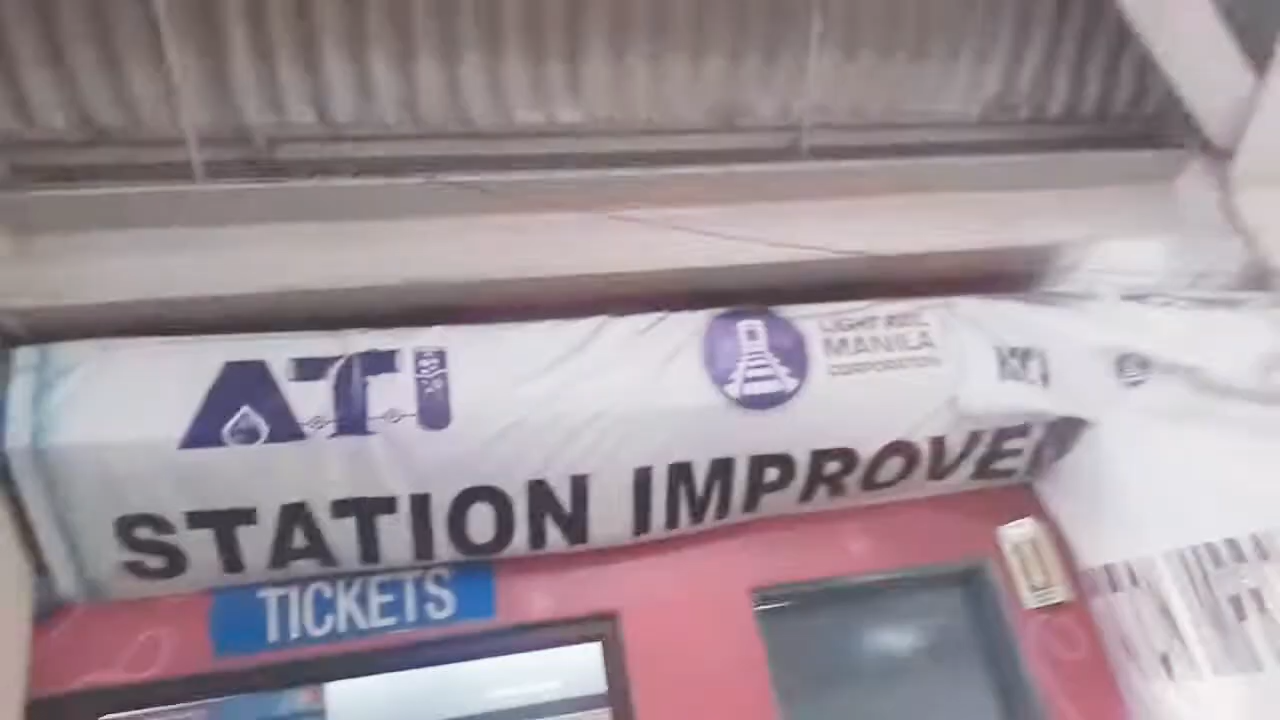 ATI
LIGHT RAIL
MANILA
CORPORATION
STATION IMPROVE
TICKETS